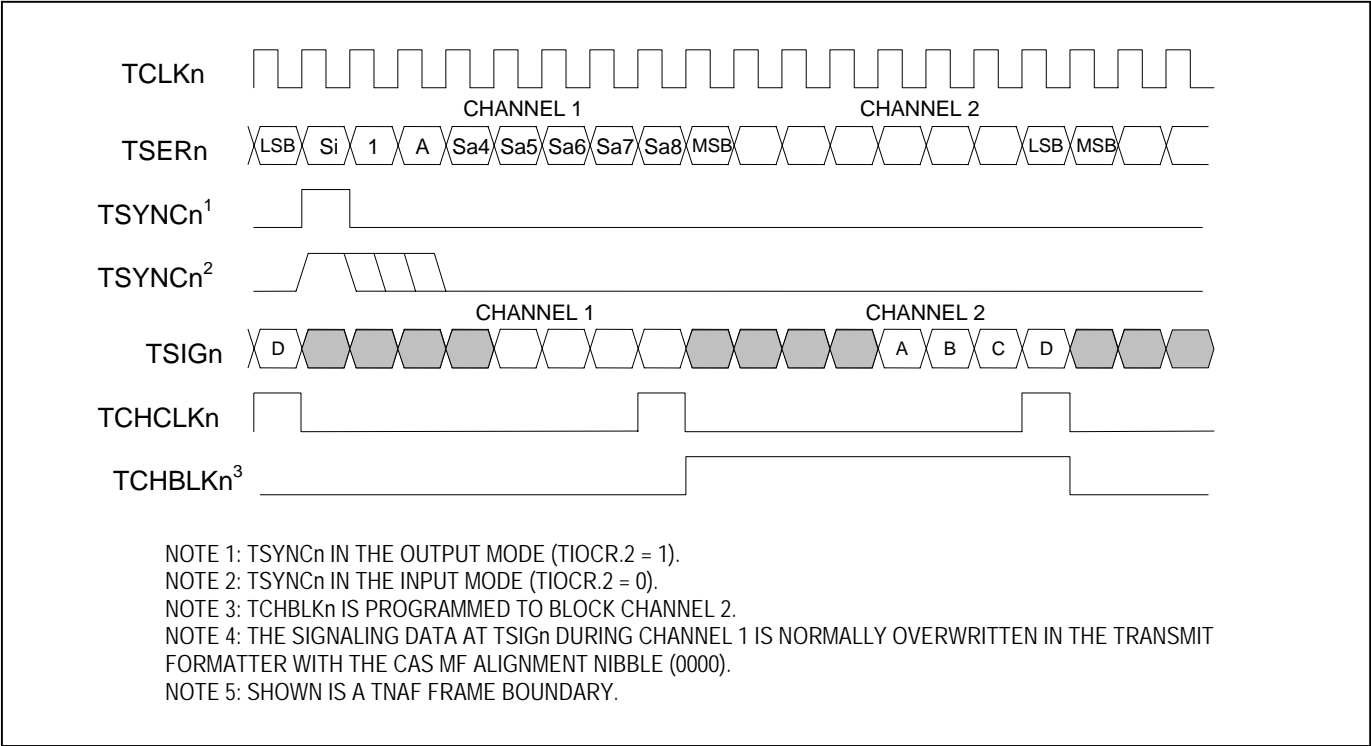 TCLKn
CHANNEL 1 CHANNEL 2
TSERn LSB Si 1 A Sa4 Sa5 Sa6 Sa7 Sa8 MSB LSB MSB
TSYNCn¹
TSYNCn²
CHANNEL 1 CHANNEL 2
TSIGn D A B C D
TCHCLKn
TCHBLKn³
NOTE 1: TSYNCn IN THE OUTPUT MODE (TIOCR.2 = 1).
NOTE 2: TSYNCn IN THE INPUT MODE (TIOCR.2 = 0).
NOTE 3: TCHBLKn IS PROGRAMMED TO BLOCK CHANNEL 2.
NOTE 4: THE SIGNALING DATA AT TSIGn DURING CHANNEL 1 IS NORMALLY OVERWRITTEN IN THE TRANSMIT
FORMATTER WITH THE CAS MF ALIGNMENT NIBBLE (0000).
NOTE 5: SHOWN IS A TNAF FRAME BOUNDARY.